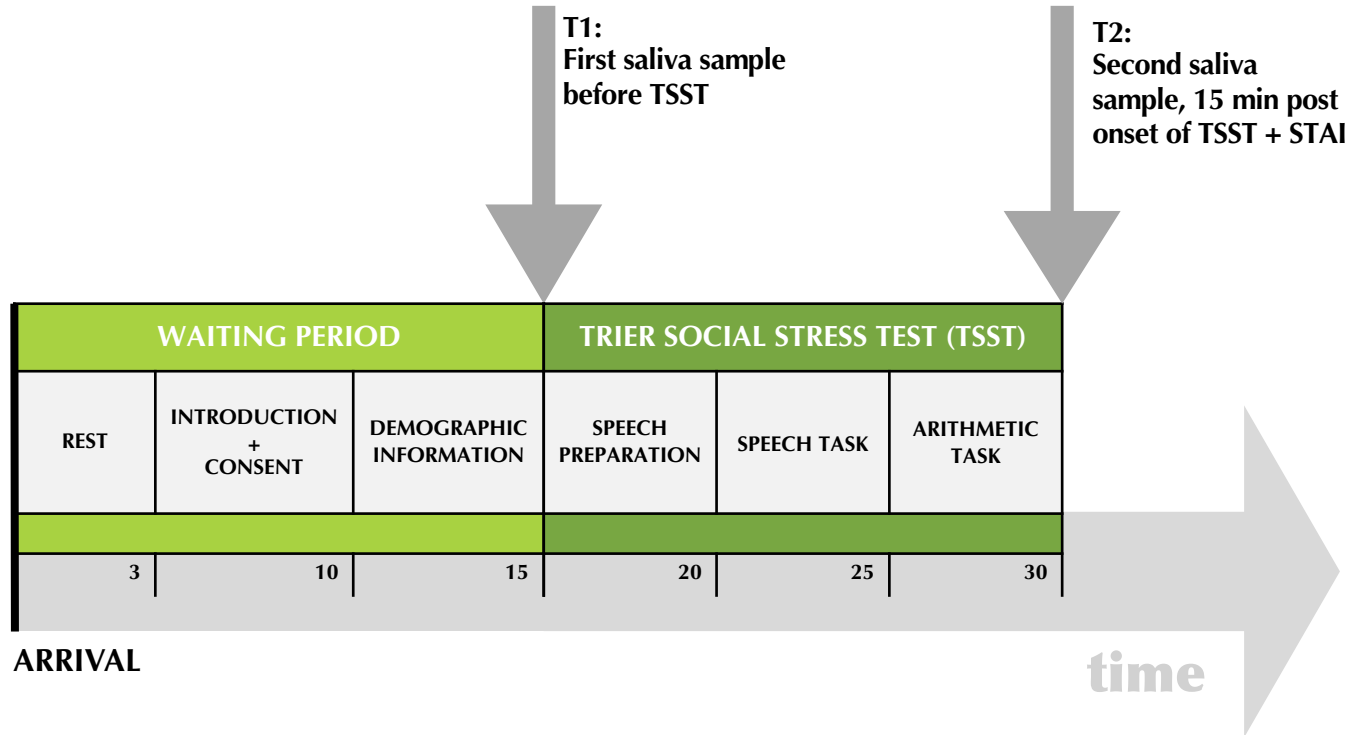 T1:
First saliva sample
before TSST
T2:
Second saliva
sample, 15 min post
onset of TSST + STAI
WAITING PERIOD
TRIER SOCIAL STRESS TEST (TSST)
REST
INTRODUCTION
+
CONSENT
DEMOGRAPHIC
INFORMATION
SPEECH
PREPARATION
SPEECH TASK
ARITHMETIC
TASK
3
10
15
20
25
30
ARRIVAL
time